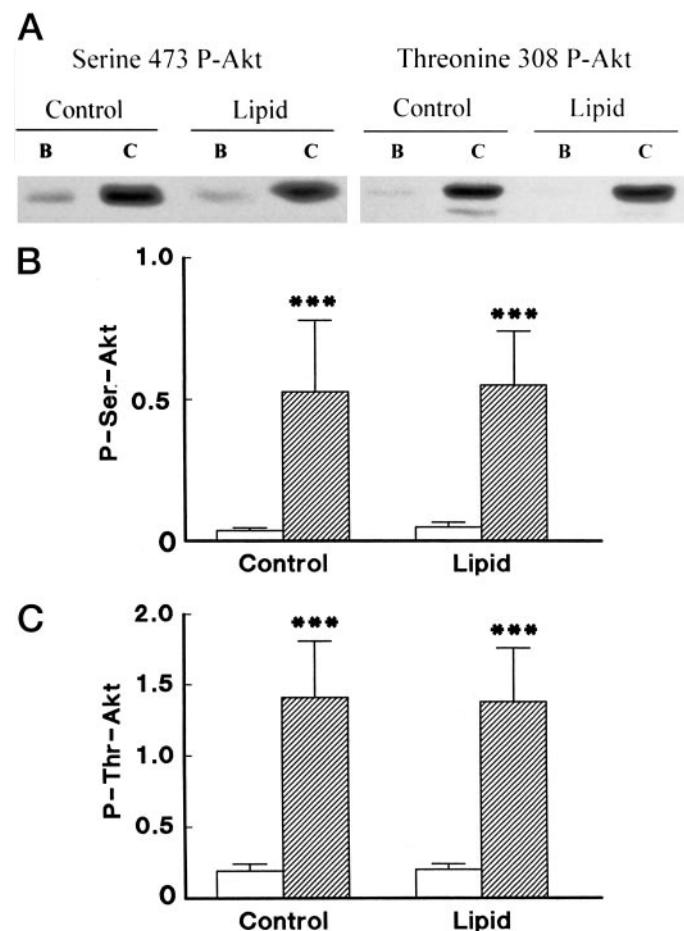 A
Serine 473 P-Akt Threonine 308 P-Akt
Control Lipid Control Lipid
B C B C B C B C
B
1.0
***
***
0.5
0
P-Ser.-Akt
Control Lipid
C
2.0
***
***
1.5
1.0
0.5
0
P-Thr-Akt
Control Lipid